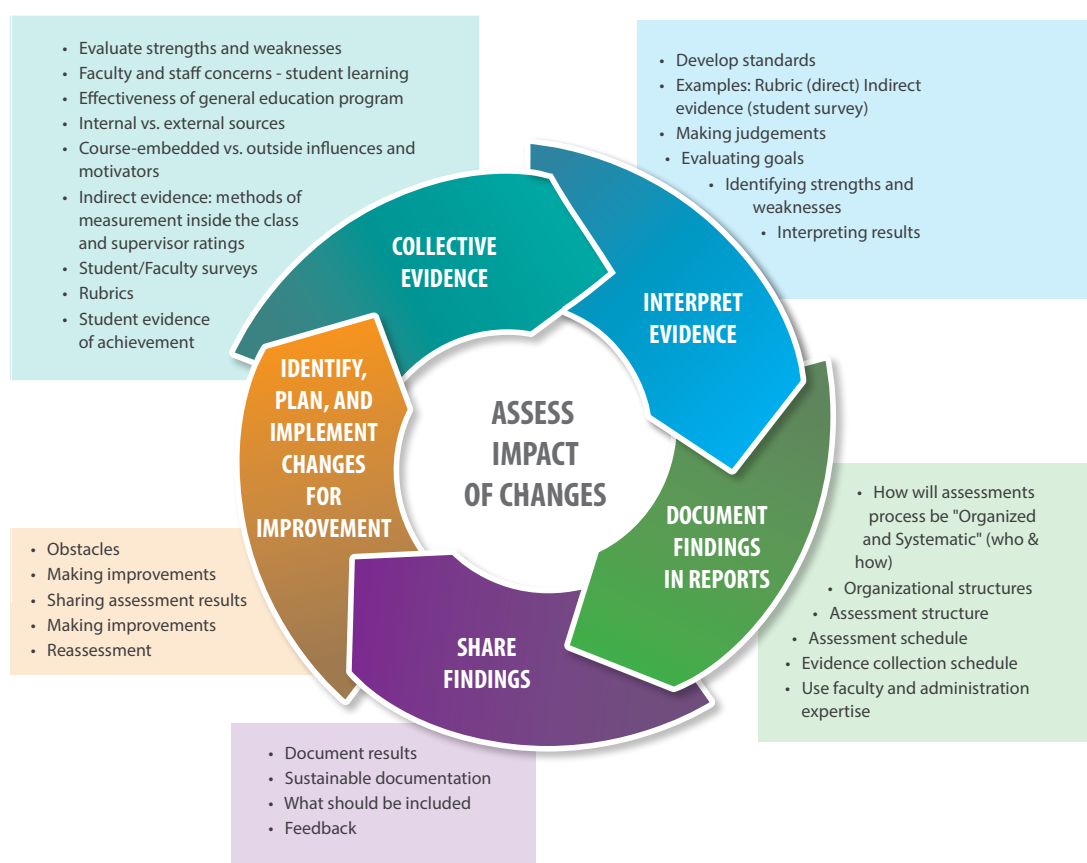 • Evaluate strengths and weaknesses
• Faculty and staff concerns - student learning
• Effectiveness of general education program
• Internal vs. external sources
• Course-embedded vs. outside influences and
motivators
• Indirect evidence: methods of
measurement inside the class
and supervisor ratings
• Student/Faculty surveys
• Rubrics
• Student evidence
of achievement
• Develop standards
• Examples: Rubric (direct) Indirect
evidence (student survey)
• Making judgements
• Evaluating goals
• Identifying strengths and
weaknesses
• Interpreting results
COLLECTIVE
EVIDENCE
INTERPRET
EVIDENCE
IDENTIFY,
PLAN, AND
IMPLEMENT
CHANGES
FOR
IMPROVEMENT
ASSESS
IMPACT
OF CHANGES
DOCUMENT
FINDINGS
IN REPORTS
SHARE
FINDINGS
• How will assessments
process be "Organized
and Systematic" (who &
how)
• Organizational structures
• Assessment structure
• Assessment schedule
• Evidence collection schedule
• Use faculty and administration
expertise
• Obstacles
• Making improvements
• Sharing assessment results
• Making improvements
• Reassessment
• Document results
• Sustainable documentation
• What should be included
• Feedback